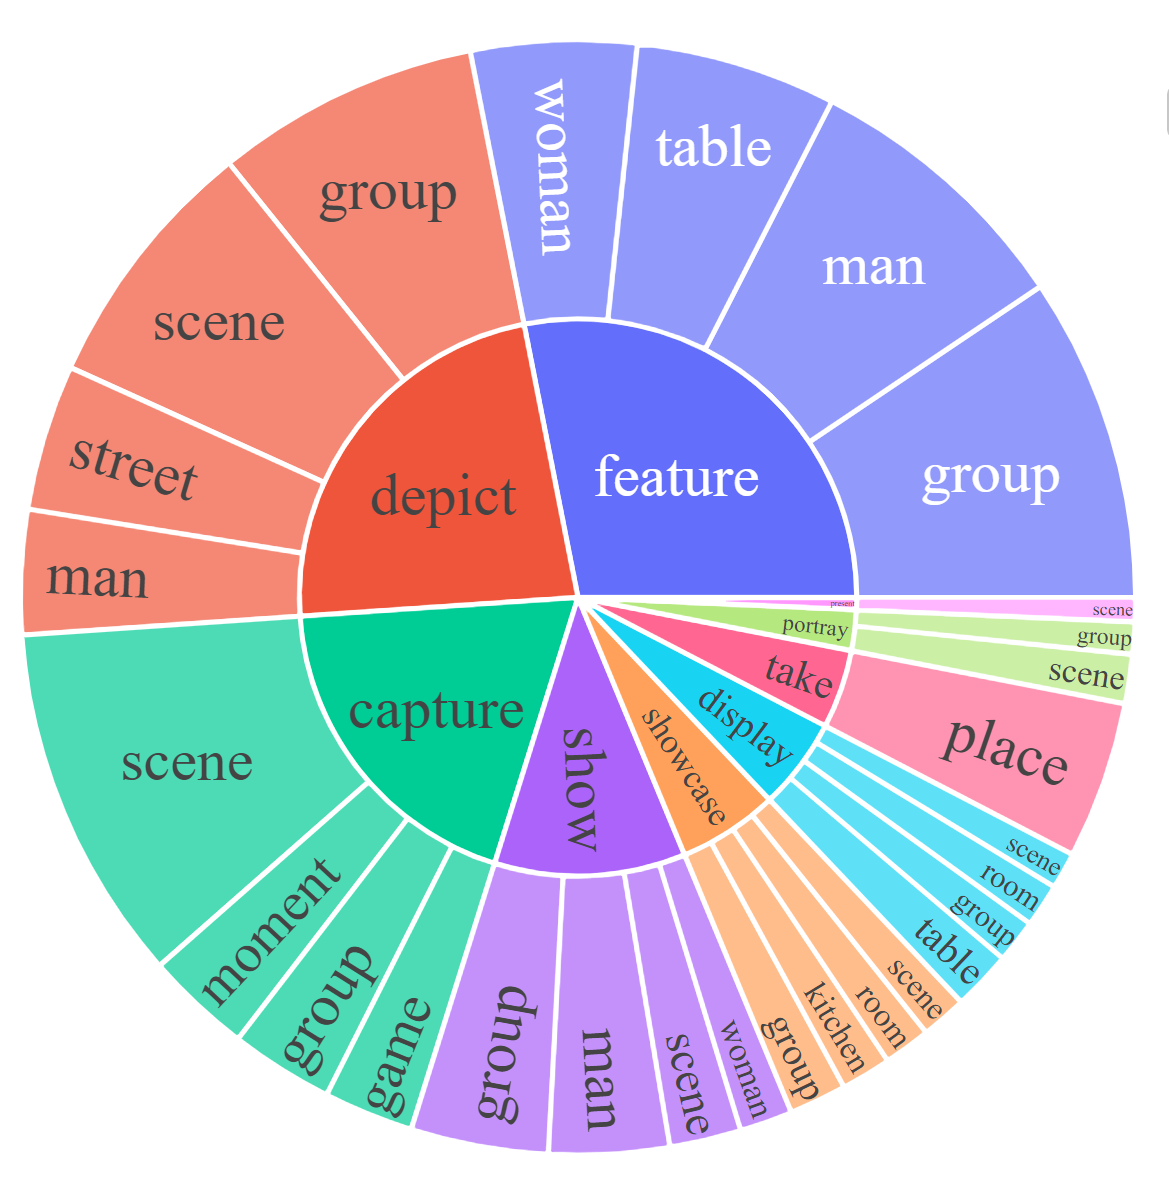 feature
group
man
table
woman
depict
group
scene
street
man
capture
scene
moment
group
game
show
group
man
scene
woman
showcase
group
kitchen
room
scene
display
table
group
room
scene
take
place
portray
scene
group
present
scene